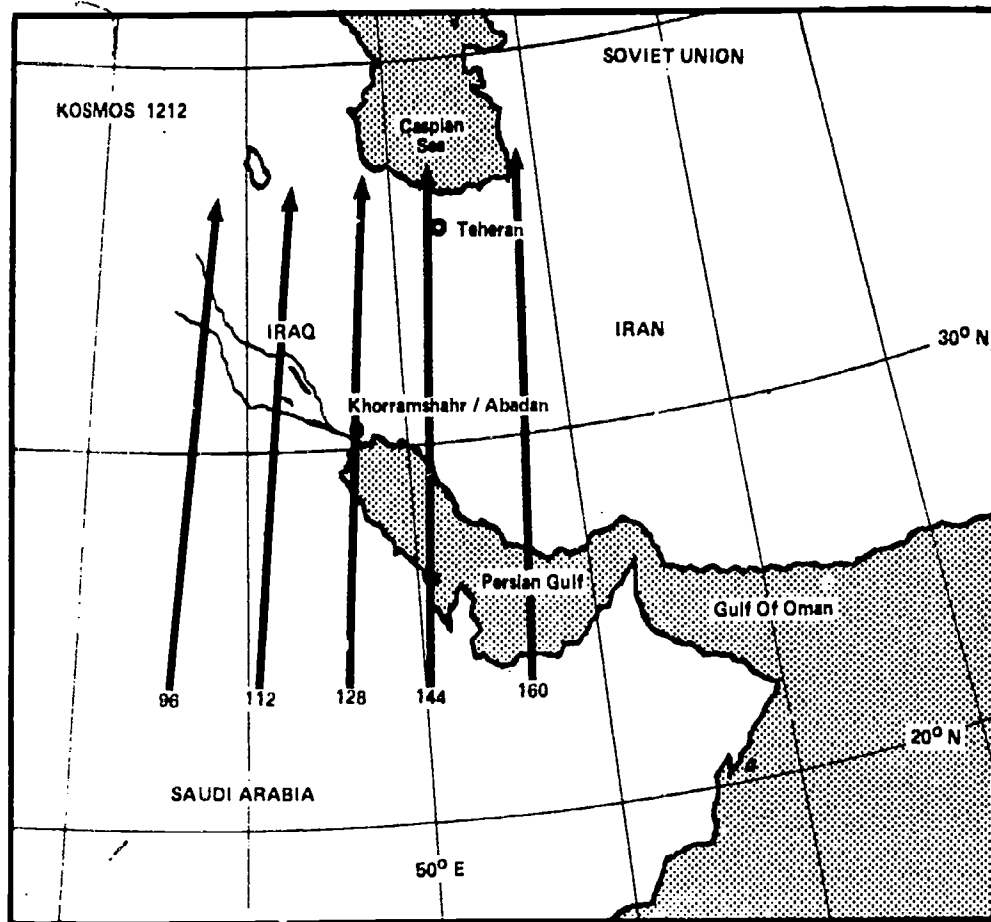 SOVIET UNION
KOSMOS 1212
Caspian
Sea
Teheran
IRAQ
IRAN
30° N
Khorramshahr / Abadan
Persian Gulf
Gulf Of Oman
96
112
128
144
160
20° N
SAUDI ARABIA
50° E